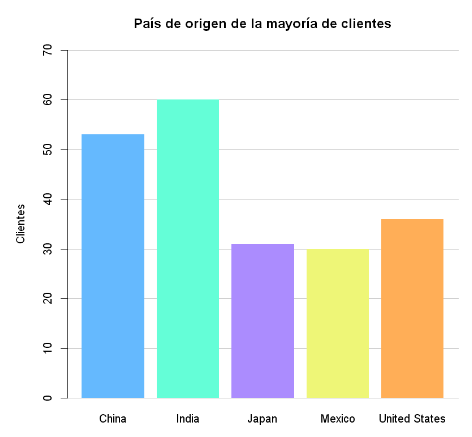 País de origen de la mayoría de clientes
Clientes
70
60
50
40
30
20
10
0
China India Japan Mexico United States